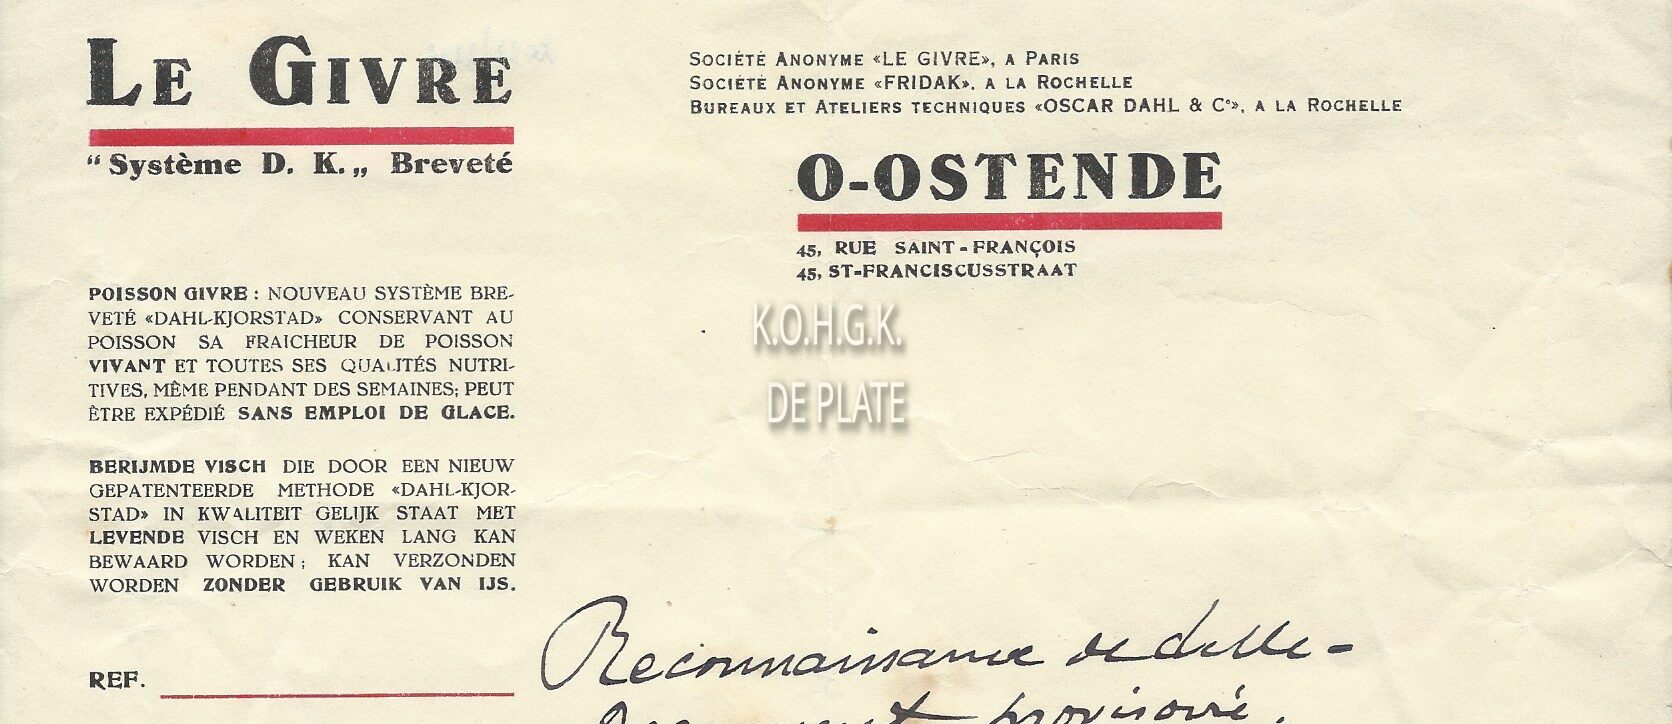 LE GIVRE
“Système D. K.„ Breveté
SOCIÉTÉ ANONYME «LE GIVRE», A PARIS
SOCIÉTÉ ANONYME «FRIDAK», A LA ROCHELLE
BUREAUX ET ATELIERS TECHNIQUES «OSCAR DAHL & Cº», A LA ROCHELLE
O-OSTENDE
45, RUE SAINT-FRANÇOIS
45, ST-FRANCISCUSSTRAAT
POISSON GIVRE : NOUVEAU SYSTÈME BRE-
VETÉ «DAHL-KJORSTAD» CONSERVANT AU
POISSON SA FRAICHEUR DE POISSON
VIVANT ET TOUTES SES QUALITÉS NUTRI-
TIVES, MÊME PENDANT DES SEMAINES; PEUT
ÊTRE EXPÉDIÉ SANS EMPLOI DE GLACE.
BERIJMDE VISCH DIE DOOR EEN NIEUW
GEPATENTEERDE METHODE «DAHL-KJOR-
STAD» IN KWALITEIT GELIJK STAAT MET
LEVENDE VISCH EN WEKEN LANG KAN
BEWAARD WORDEN; KAN VERZONDEN
WORDEN ZONDER GEBRUIK VAN IJS.
K.O.H.G.K.
DE PLATE
REF.
Reconnaissance de dette -
Document provisoire.